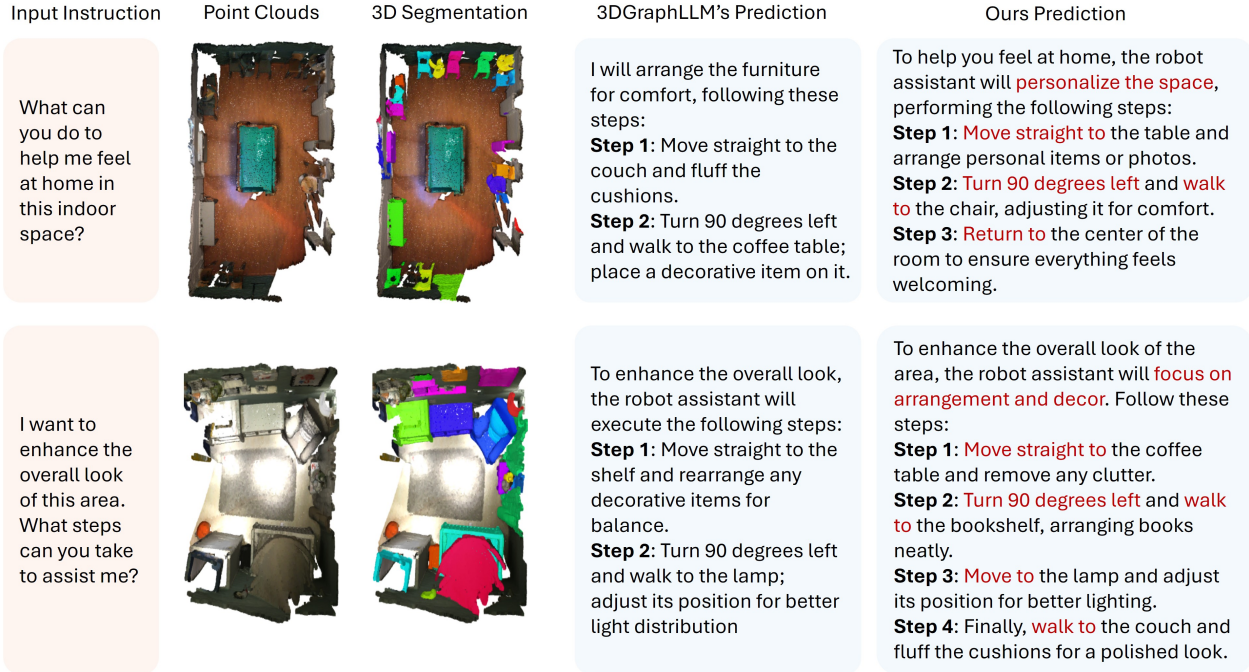 Input Instruction
Point Clouds
3D Segmentation
3DGraphLLM's Prediction
Ours Prediction
What can
you do to
help me feel
at home in
this indoor
space?
I will arrange the furniture
for comfort, following these
steps:
Step 1: Move straight to the
couch and fluff the
cushions.
Step 2: Turn 90 degrees left
and walk to the coffee table;
place a decorative item on it.
To help you feel at home, the robot
assistant will personalize the space,
performing the following steps:
Step 1: Move straight to the table and
arrange personal items or photos.
Step 2: Turn 90 degrees left and walk
to the chair, adjusting it for comfort.
Step 3: Return to the center of the
room to ensure everything feels
welcoming.
I want to
enhance the
overall look
of this area.
What steps
can you take
to assist me?
To enhance the overall look,
the robot assistant will
execute the following steps:
Step 1: Move straight to the
shelf and rearrange any
decorative items for
balance.
Step 2: Turn 90 degrees left
and walk to the lamp;
adjust its position for better
light distribution
To enhance the overall look of the
area, the robot assistant will focus on
arrangement and decor. Follow these
steps:
Step 1: Move straight to the coffee
table and remove any clutter.
Step 2: Turn 90 degrees left and walk
to the bookshelf, arranging books
neatly.
Step 3: Move to the lamp and adjust
its position for better lighting.
Step 4: Finally, walk to the couch and
fluff the cushions for a polished look.